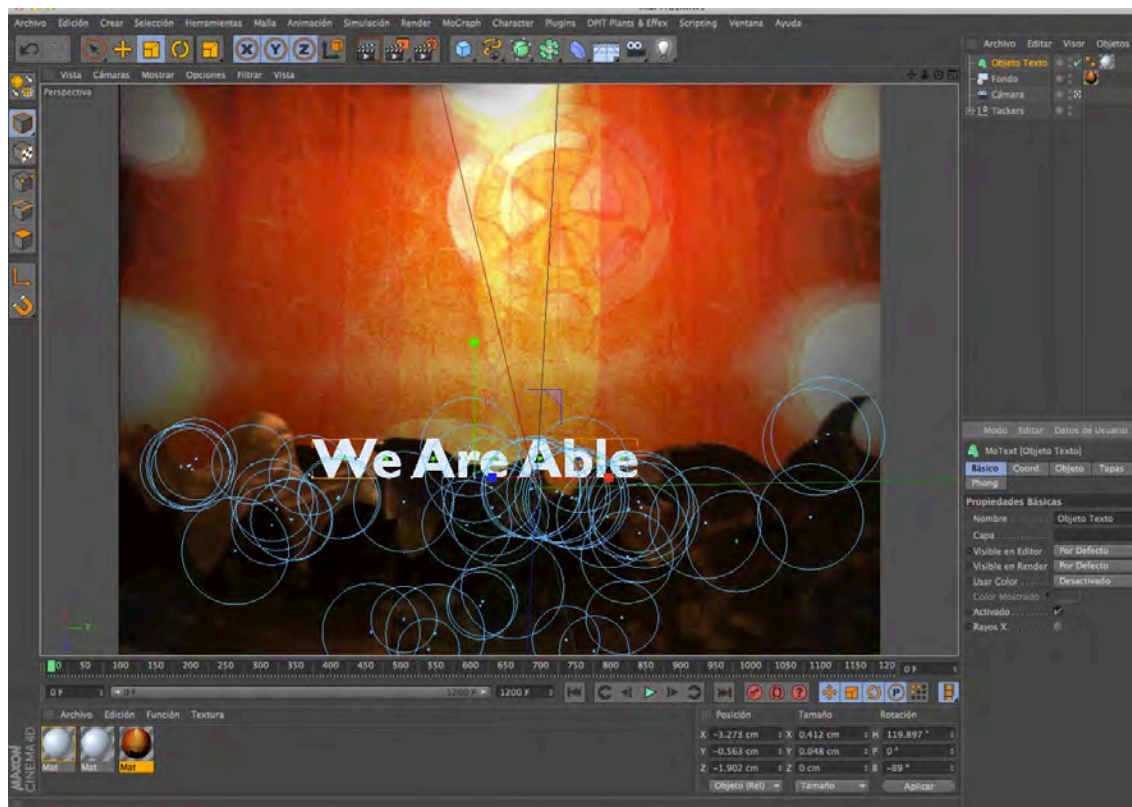 Archivo Edición Crear Selección Herramientas Malla Animación Simulación Render MoGraph Character Plugins DPIT Plants & Effex Scripting Ventana Ayuda
X Y Z
Archivo Editar Visor Objetos
Vista Cámaras Mostrar Opciones Filtrar Vista
Perspectiva
Objeto Texto
Fondo
Cámara
Tackers
We Are Able
Y
Modo Editar Datos de Usuario
MoText [Objeto Texto]
Básico Coord. Objeto Tapas
Phong
Propiedades Básicas
Nombre Objeto Texto
Capa
Visible en Editor Por Defecto
Visible en Render Por Defecto
Usar Color Desactivado
Color Mostrado
Activado
Rayos X
0 50 100 150 200 250 300 350 400 450 500 550 600 650 700 750 800 850 900 950 1000 1050 1100 1150 120 0 F
0 F 0 F 1200 F 1200 F
P
Archivo Edición Función Textura
Mat Mat Mat
Posición Tamaño Rotación
X -3.273 cm X 0.412 cm H 119.897 °
Y -0.563 cm Y 0.048 cm P 0 °
Z -1.902 cm Z 0 cm B -89 °
Objeto (Rel) Tamaño Aplicar
MAXON
CINEMA 4D